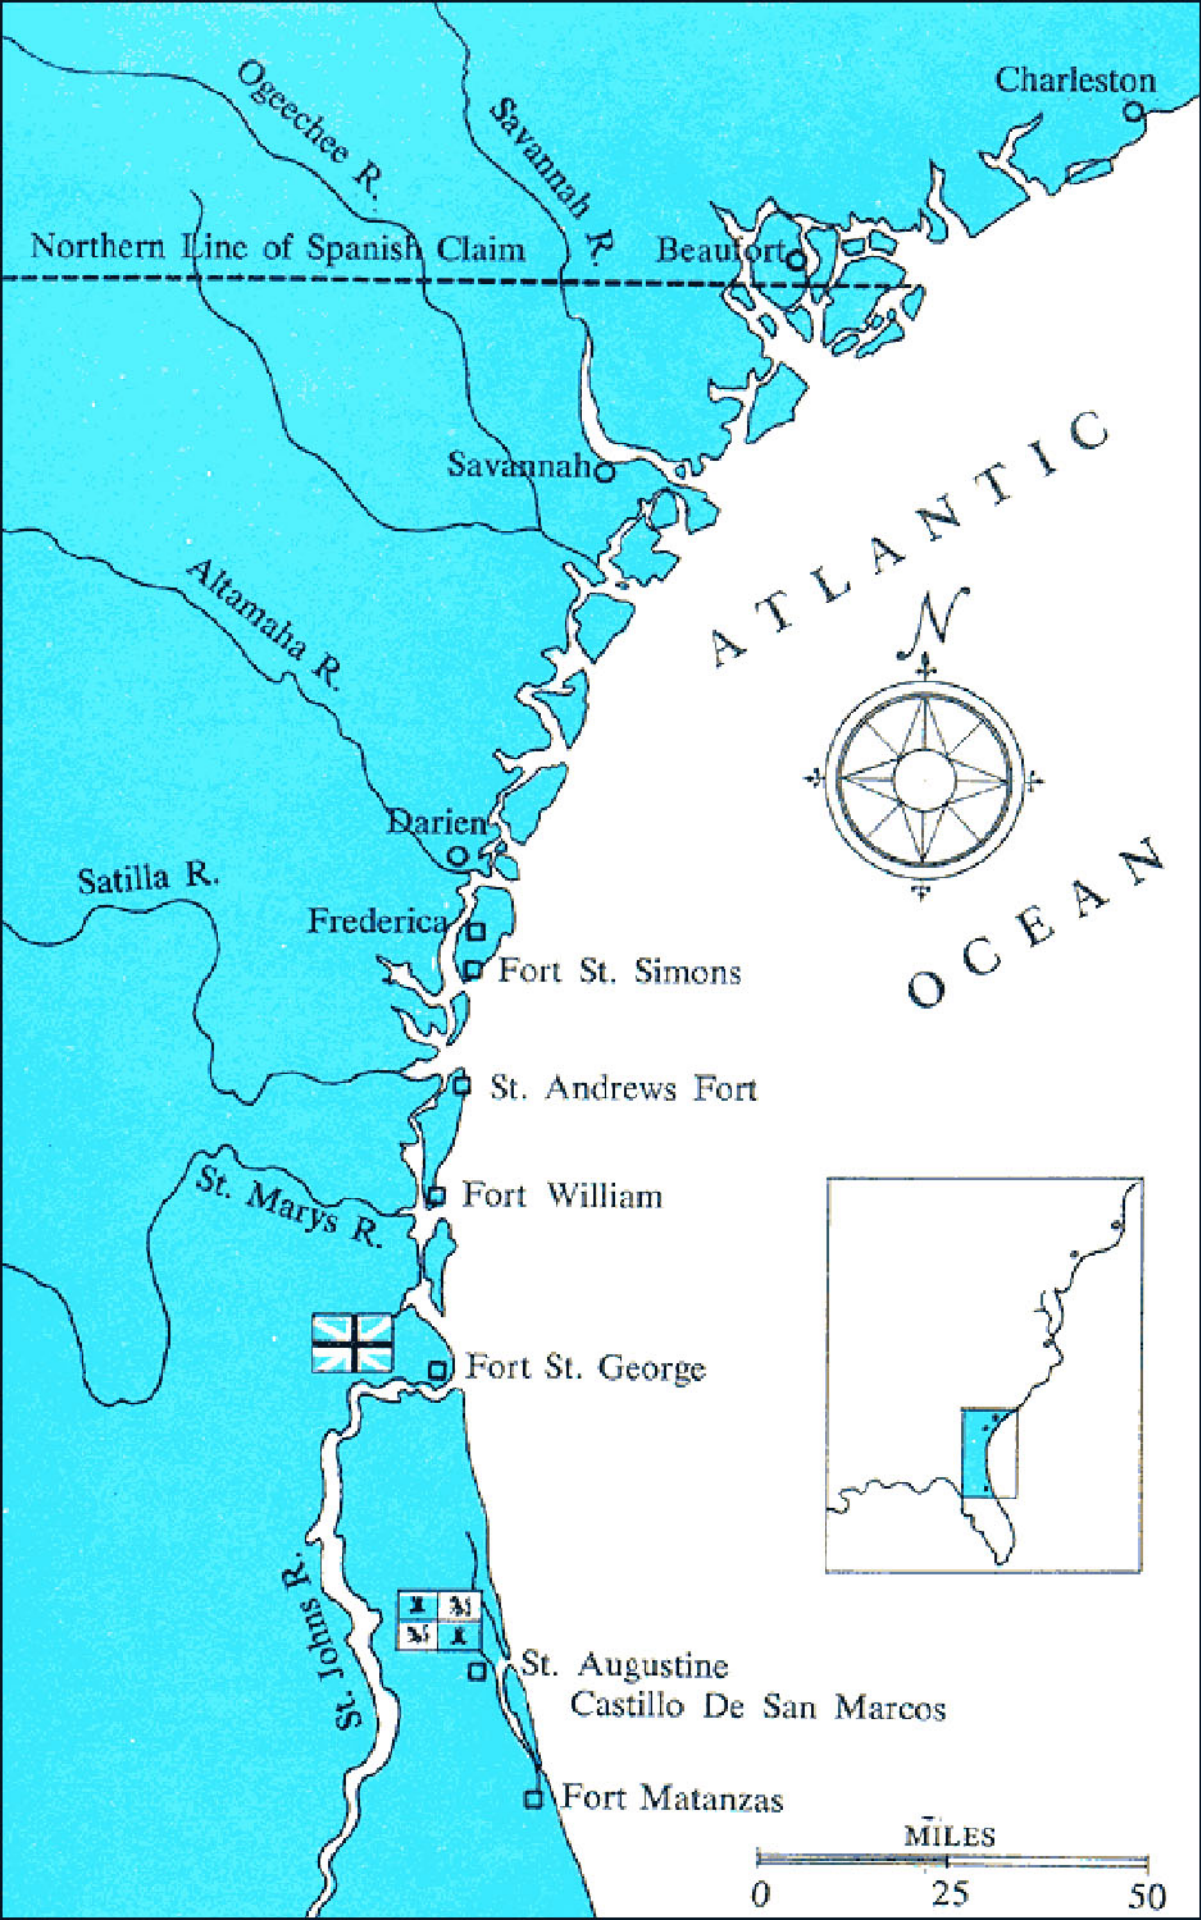 Charleston
Ogeechee R.
Savannah R.
Northern Line of Spanish Claim
Beaufort
Savannah
ATLANTIC
Altamaha R.
N
Darien
Satilla R.
Frederica
OCEAN
Fort St. Simons
St. Andrews Fort
St. Marys R.
Fort William
Fort St. George
St. Johns R.
St. Augustine
Castillo De San Marcos
Fort Matanzas
MILES
0 25 50